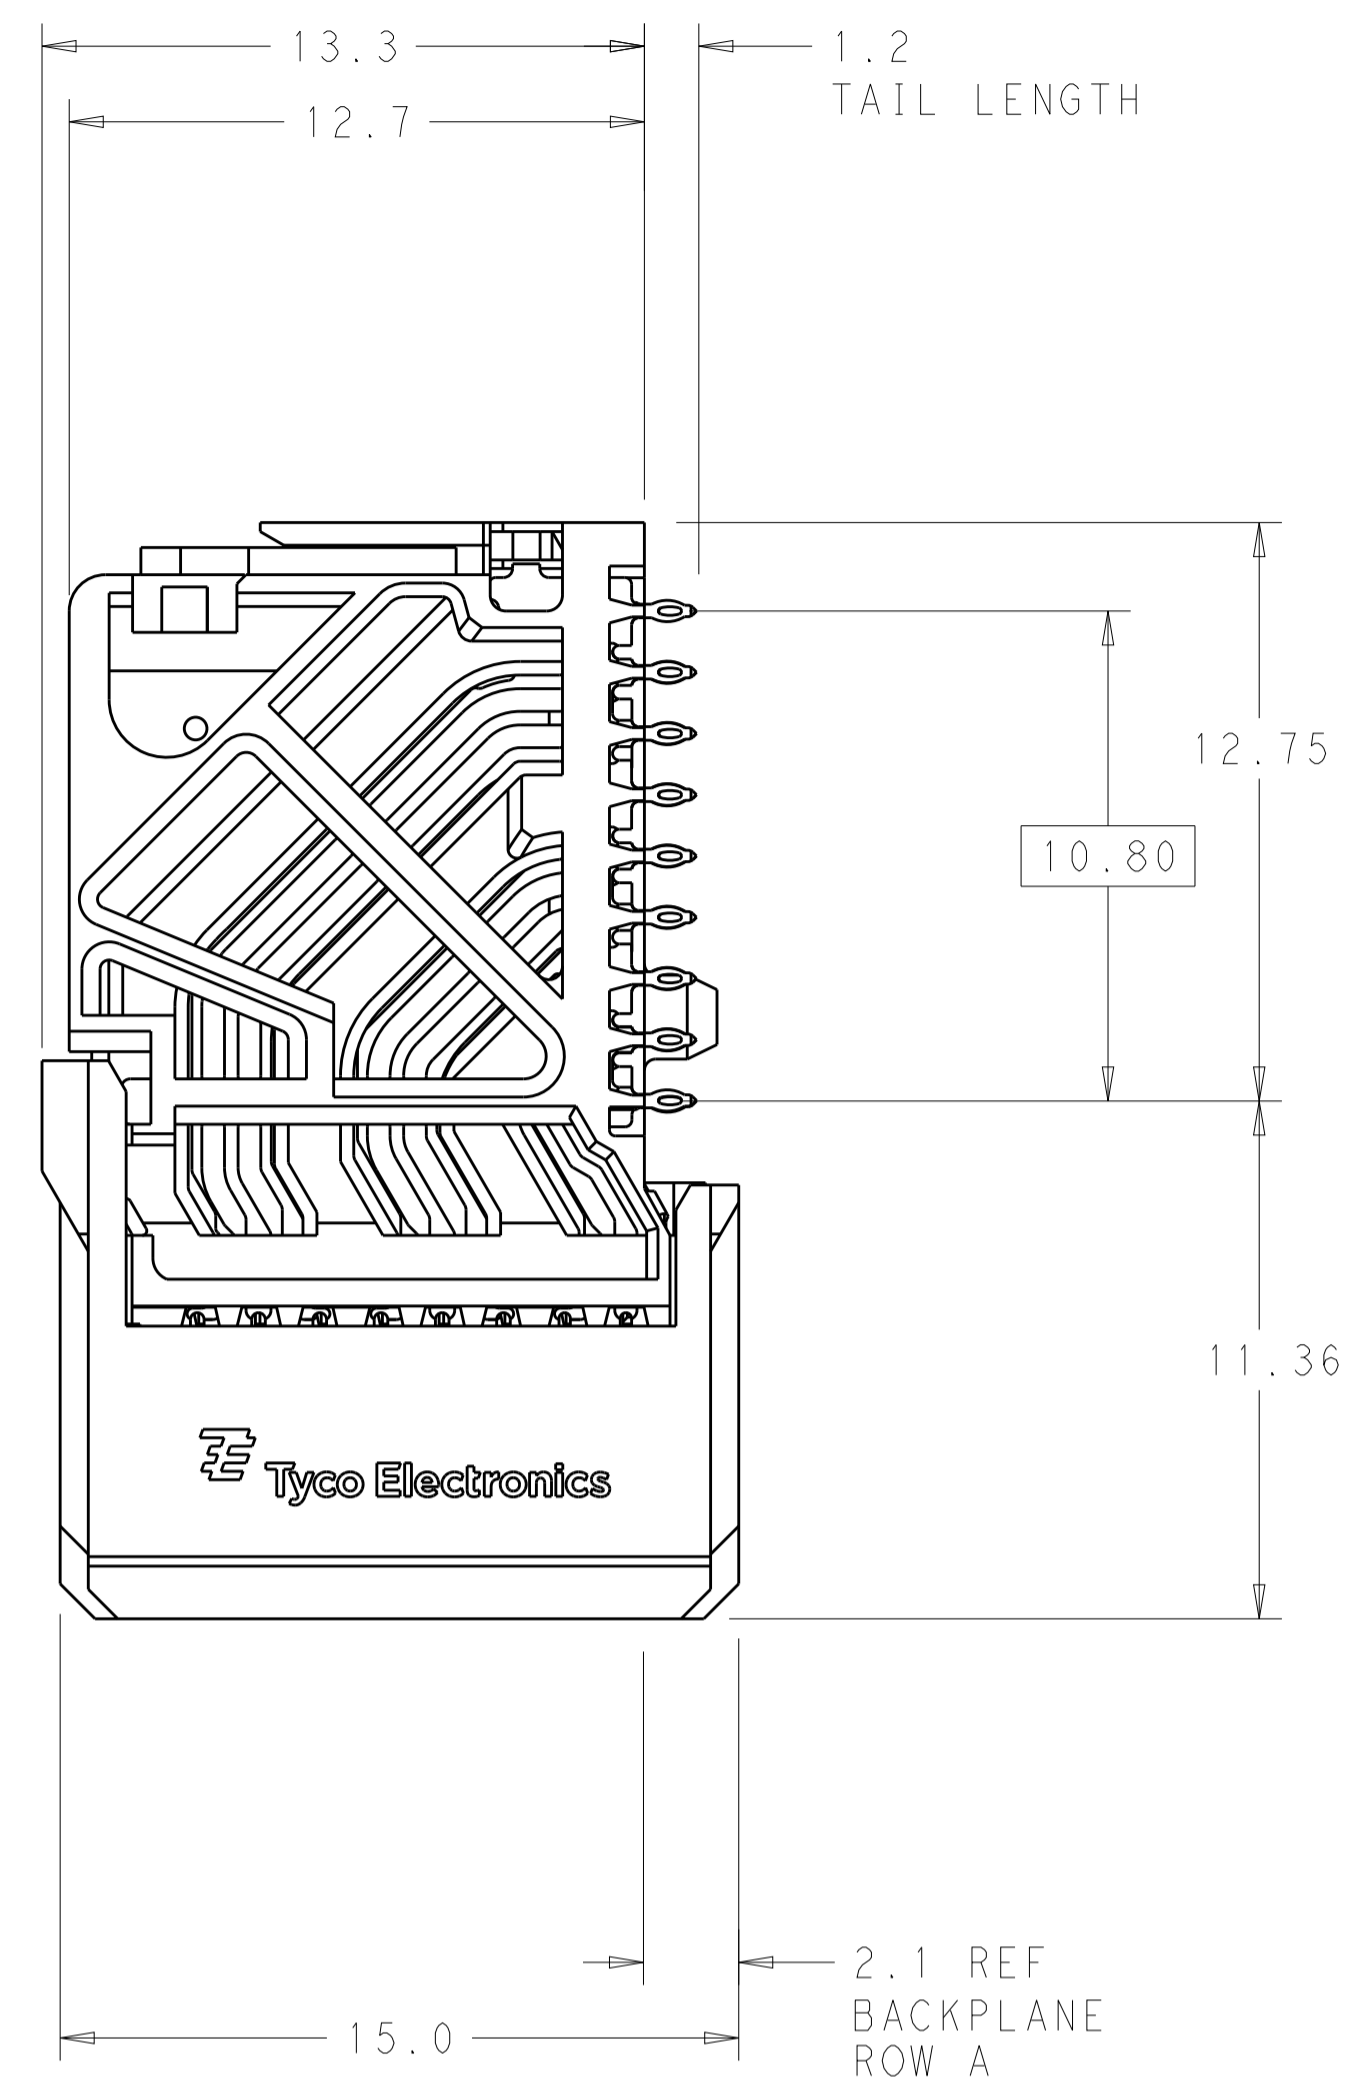 13.3
1.2
TAIL LENGTH
12.7
12.75
10.80
11.36
Tyco Electronics
2.1 REF
BACKPLANE
ROW A
15.0